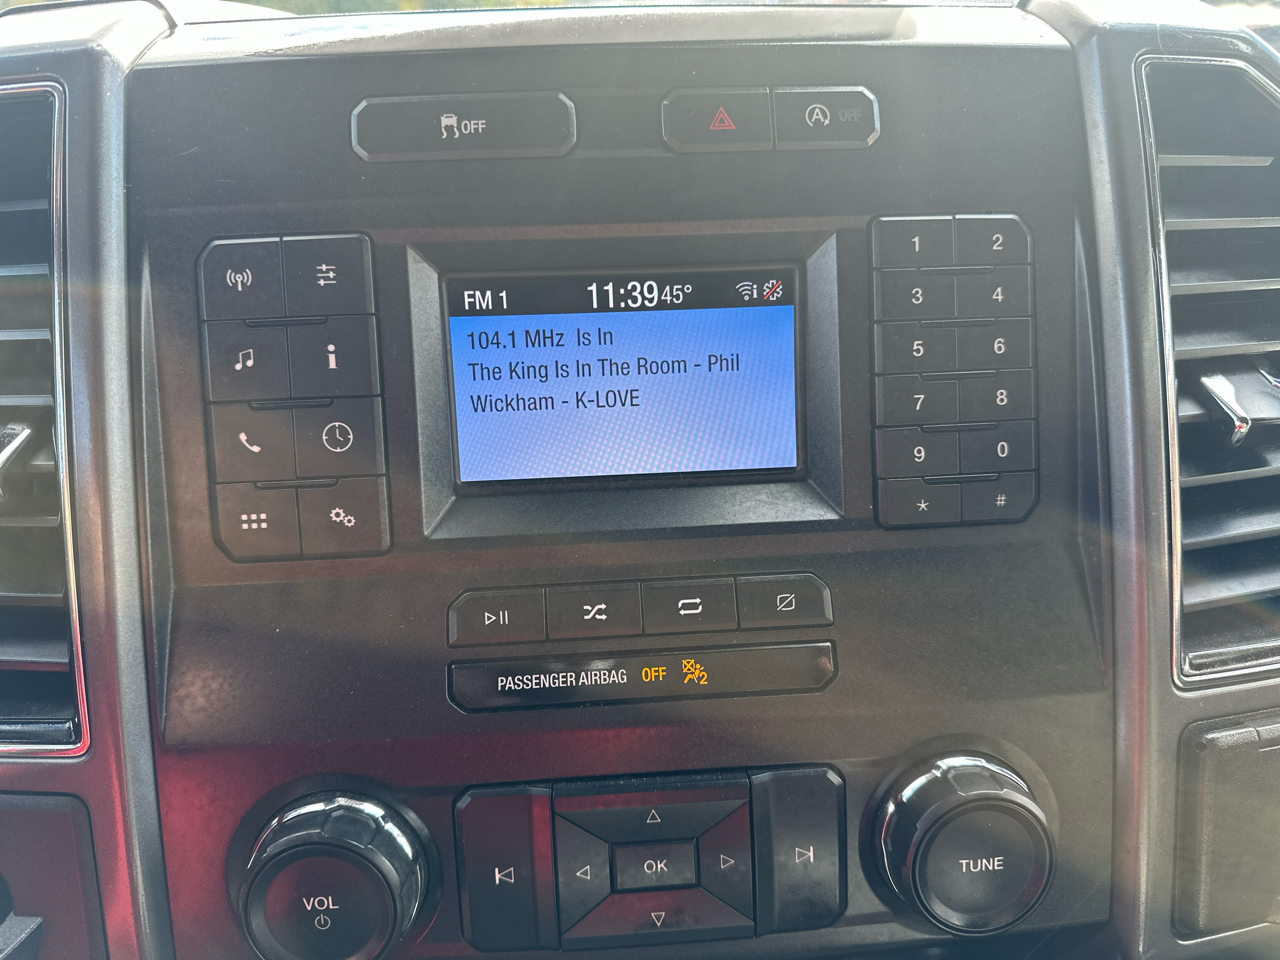 OFF
OFF
FM 1 11:39 45°
104.1 MHz Is In
The King Is In The Room - Phil
Wickham - K-LOVE
1 2
3 4
5 6
7 8
9 0
* #
PASSENGER AIRBAG OFF 2
VOL
OK
TUNE